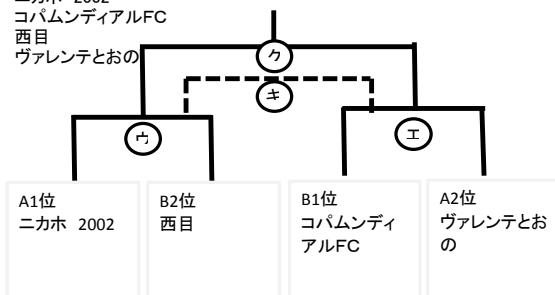 ニカホ 2002
コパムンディアルFC
西目
ヴァレンテとおの
ク
キ
ウ
エ
A1位
ニカホ 2002
B2位
西目
B1位
コパムンディ
アルFC
A2位
ヴァレンテとお
の